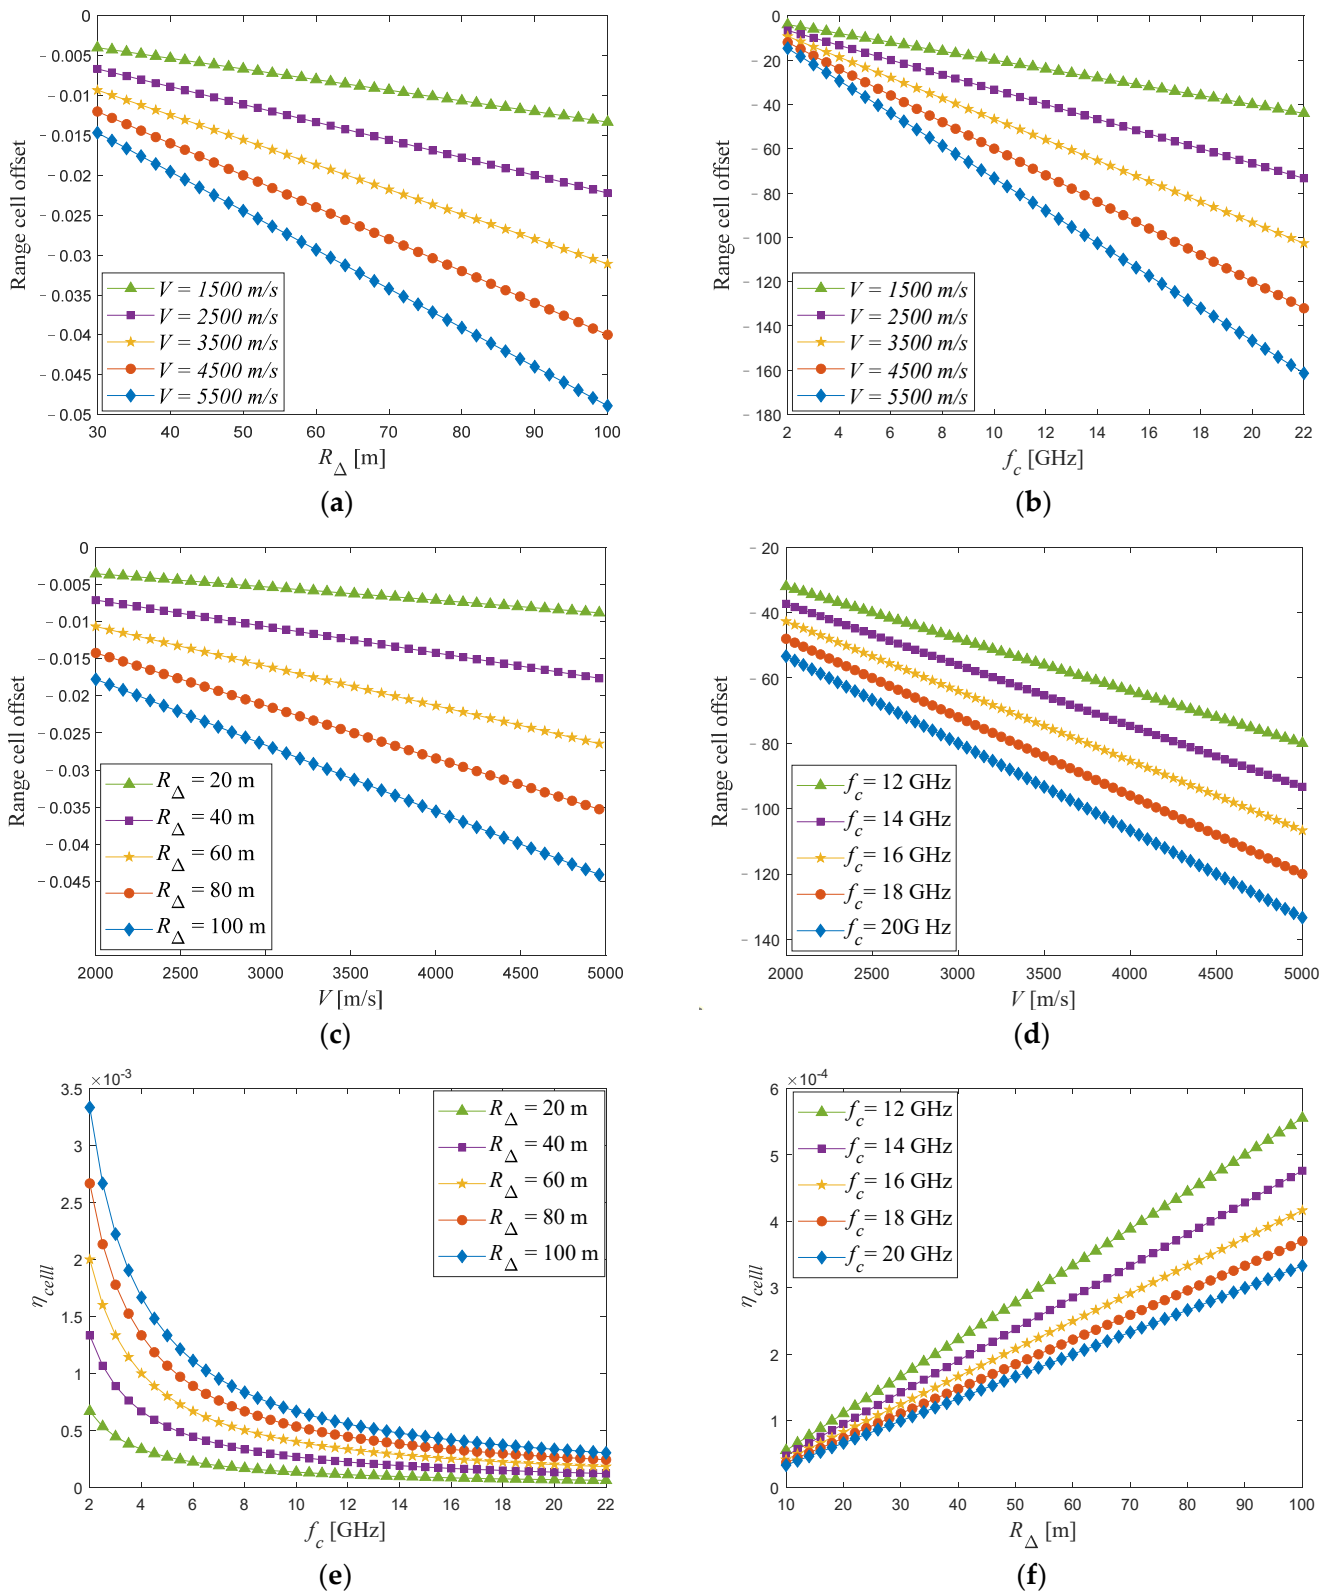 0
− 0.005
− 0.01
− 0.015
− 0.02
− 0.025
− 0.03
− 0.035
− 0.04
− 0.045
− 0.05
Range cell offset
V = 1500 m/s
V = 2500 m/s
V = 3500 m/s
V = 4500 m/s
V = 5500 m/s
30 40 50 60 70 80 90 100
R_Δ [m]
(a)
0
− 20
− 40
− 60
− 80
− 100
− 120
− 140
− 160
− 180
Range cell offset
V = 1500 m/s
V = 2500 m/s
V = 3500 m/s
V = 4500 m/s
V = 5500 m/s
2 4 6 8 10 12 14 16 18 20 22
f_c [GHz]
(b)
0
− 0.005
− 0.01
− 0.015
− 0.02
− 0.025
− 0.03
− 0.035
− 0.04
− 0.045
Range cell offset
R_Δ = 20 m
R_Δ = 40 m
R_Δ = 60 m
R_Δ = 80 m
R_Δ = 100 m
2000 2500 3000 3500 4000 4500 5000
V [m/s]
(c)
− 20
− 40
− 60
− 80
− 100
− 120
− 140
Range cell offset
f_c = 12 GHz
f_c = 14 GHz
f_c = 16 GHz
f_c = 18 GHz
f_c = 20G Hz
2000 2500 3000 3500 4000 4500 5000
V [m/s]
(d)
×10^-3
3.5
3
2.5
2
1.5
1
0.5
0
η_celll
R_Δ = 20 m
R_Δ = 40 m
R_Δ = 60 m
R_Δ = 80 m
R_Δ = 100 m
2 4 6 8 10 12 14 16 18 20 22
f_c [GHz]
(e)
×10^-4
6
5
4
3
2
1
0
η_celll
f_c = 12 GHz
f_c = 14 GHz
f_c = 16 GHz
f_c = 18 GHz
f_c = 20 GHz
10 20 30 40 50 60 70 80 90 100
R_Δ [m]
(f)